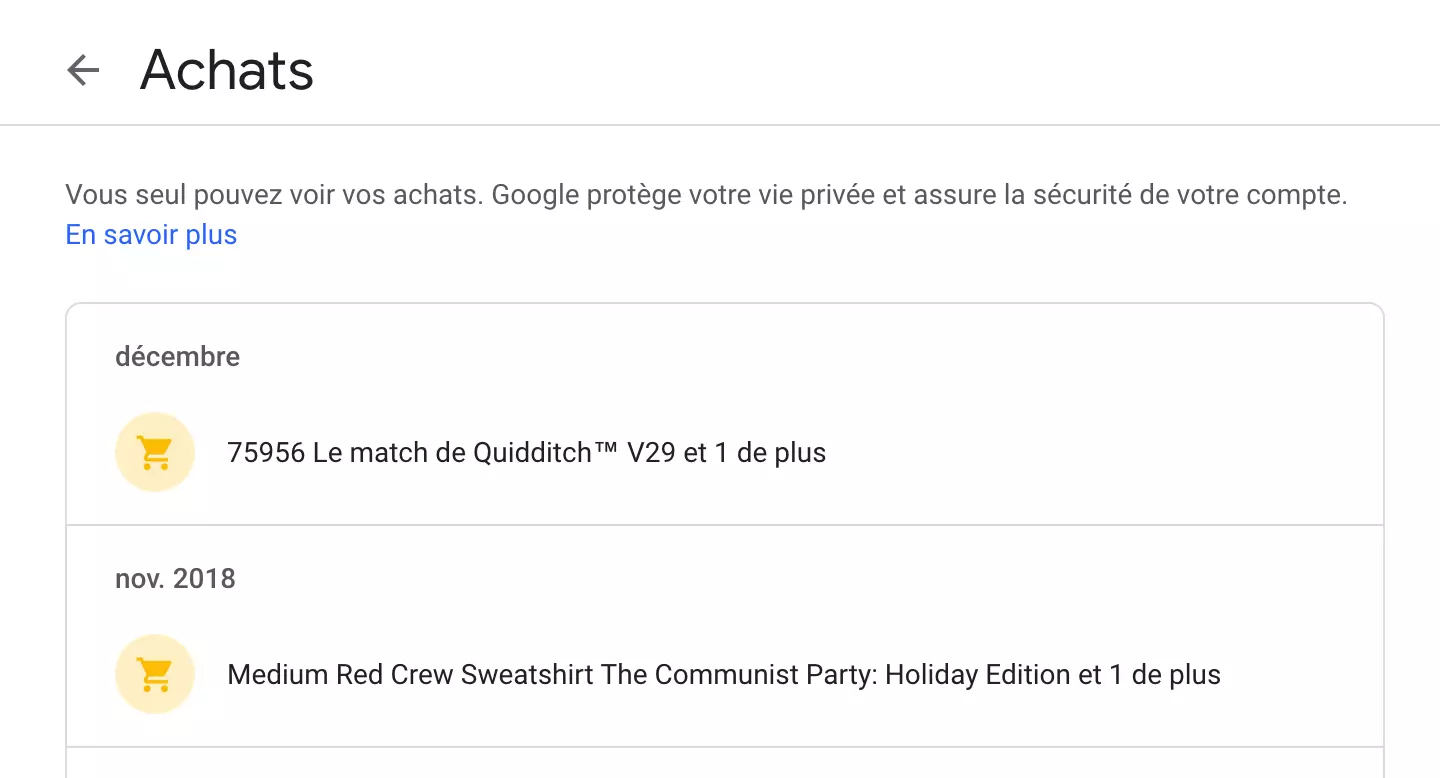 Achats
Vous seul pouvez voir vos achats. Google protège votre vie privée et assure la sécurité de votre compte.
En savoir plus
décembre
75956 Le match de Quidditch™ V29 et 1 de plus
nov. 2018
Medium Red Crew Sweatshirt The Communist Party: Holiday Edition et 1 de plus